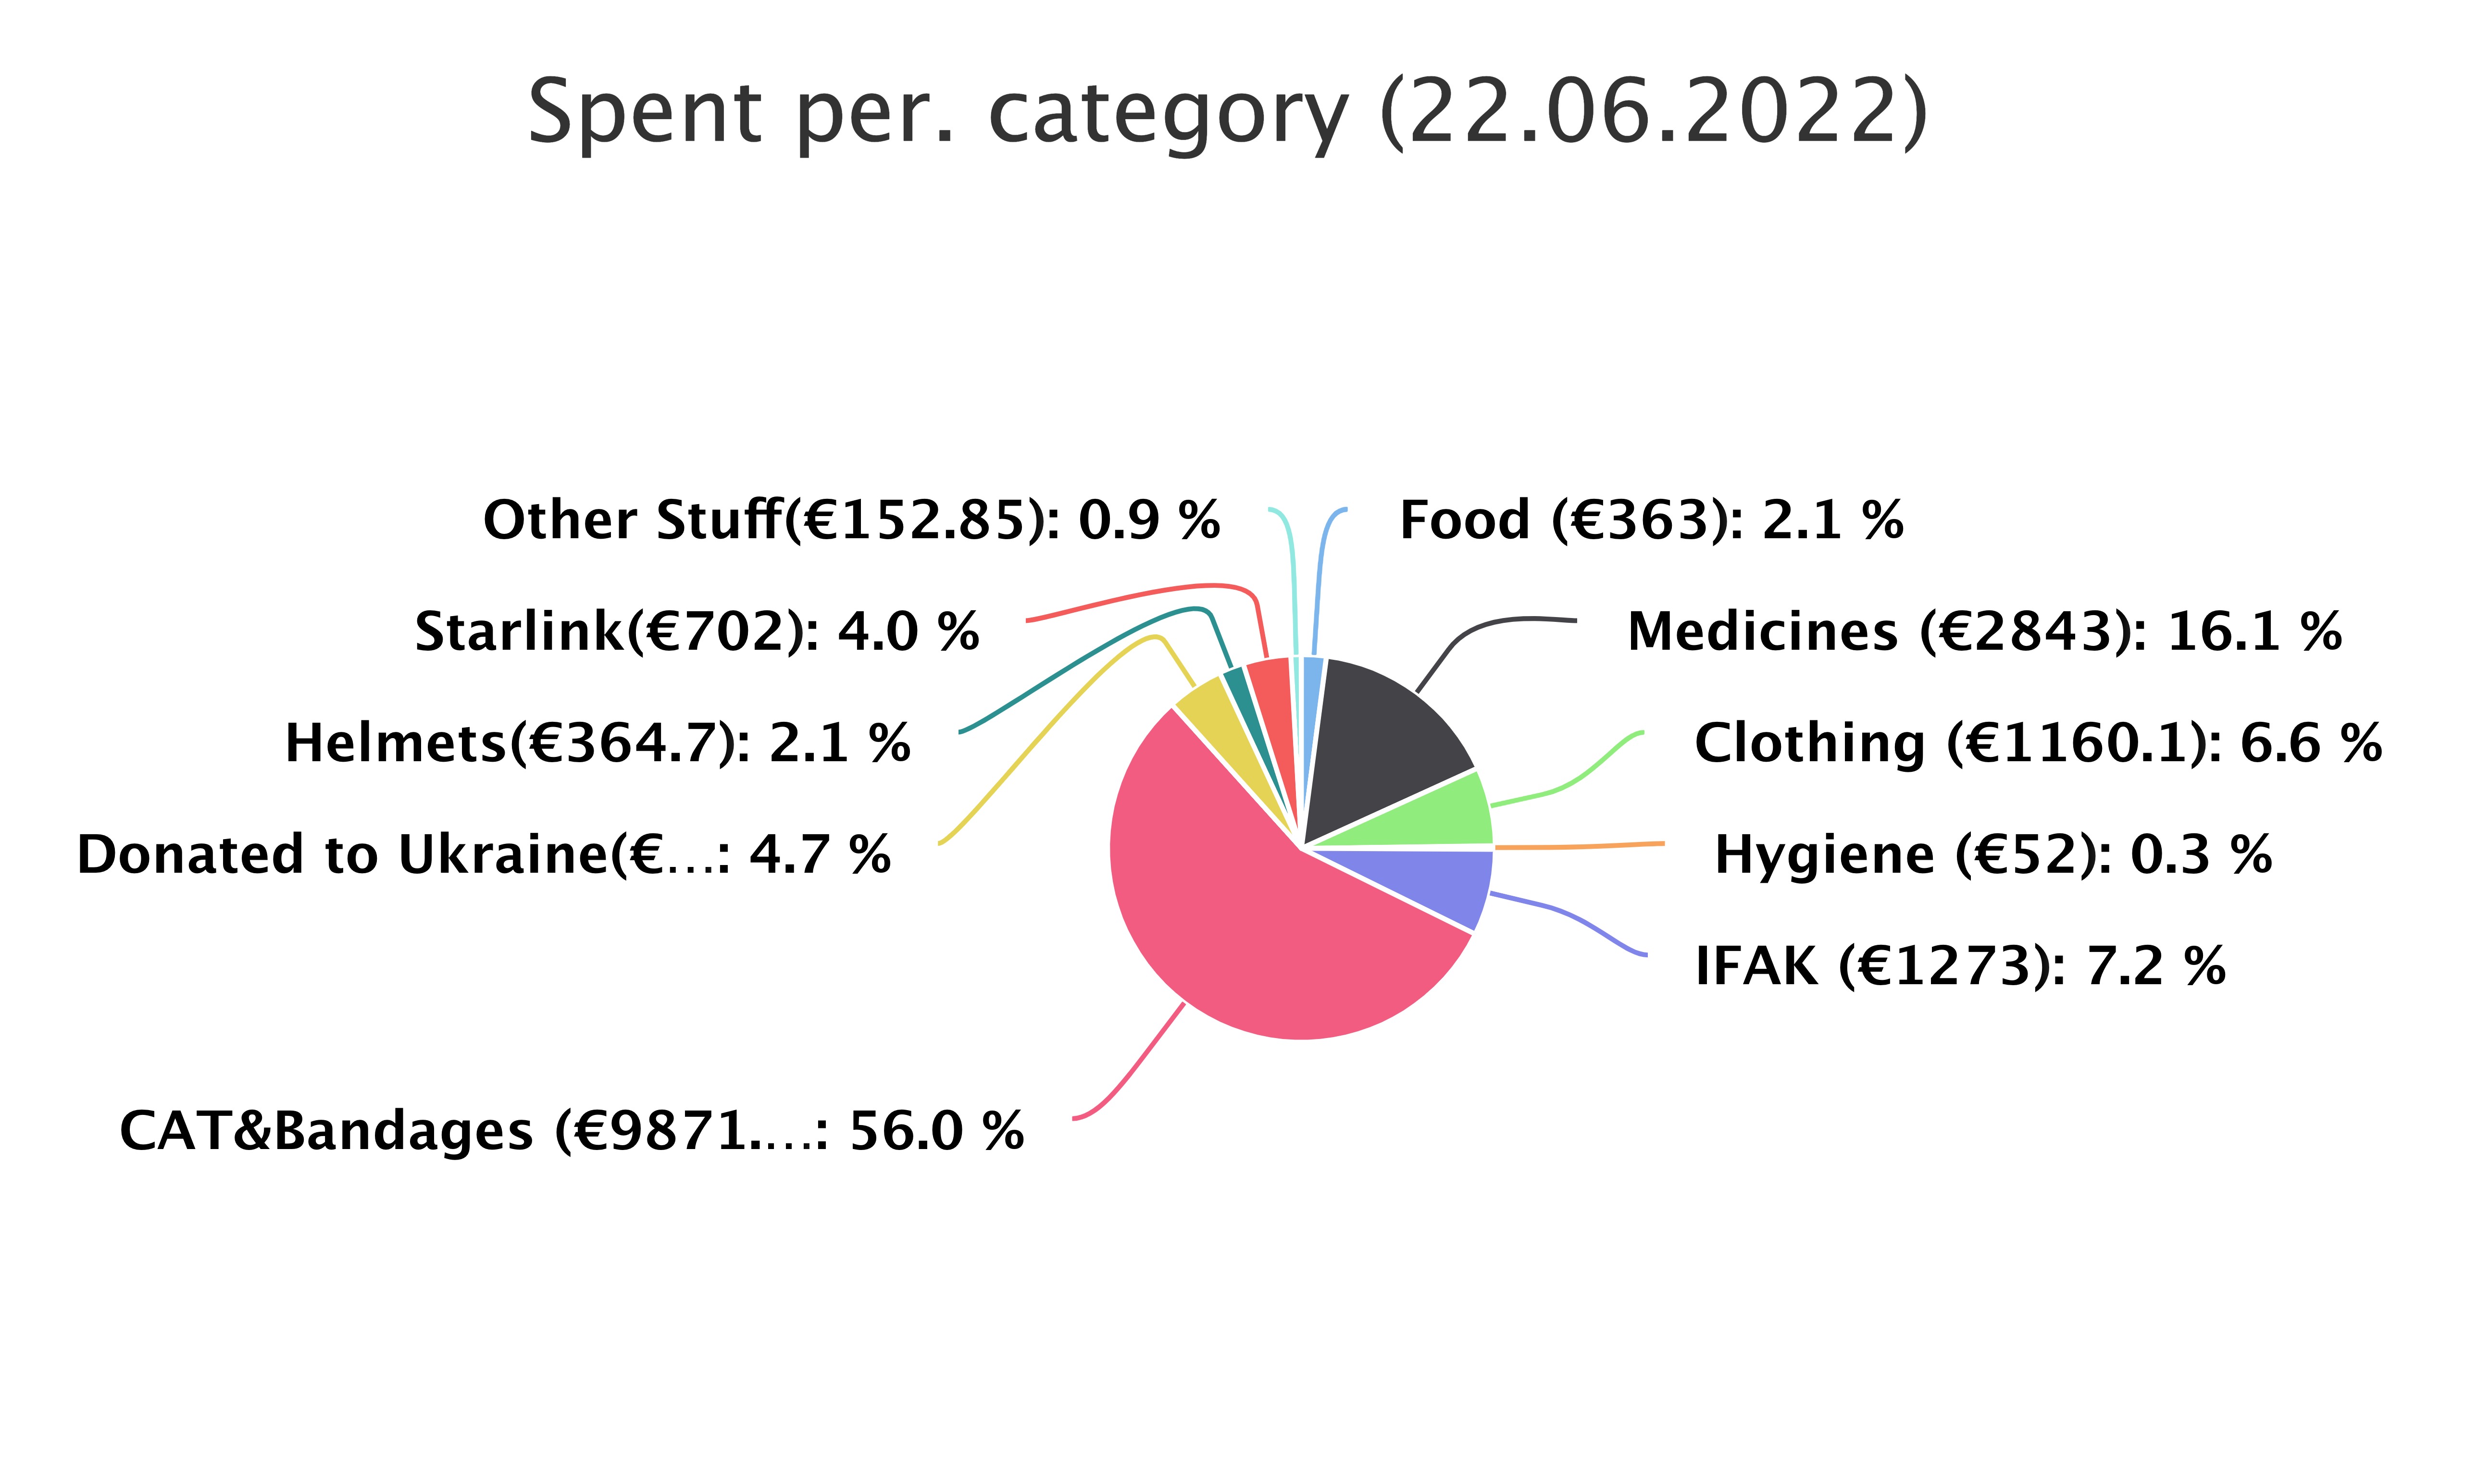 Spent per. category (22.06.2022)
Other Stuff(€152.85): 0.9 %
Food (€363): 2.1 %
Starlink(€702): 4.0 %
Medicines (€2843): 16.1 %
Helmets(€364.7): 2.1 %
Clothing (€1160.1): 6.6 %
Donated to Ukraine(€...: 4.7 %
Hygiene (€52): 0.3 %
IFAK (€1273): 7.2 %
CAT&Bandages (€9871....: 56.0 %